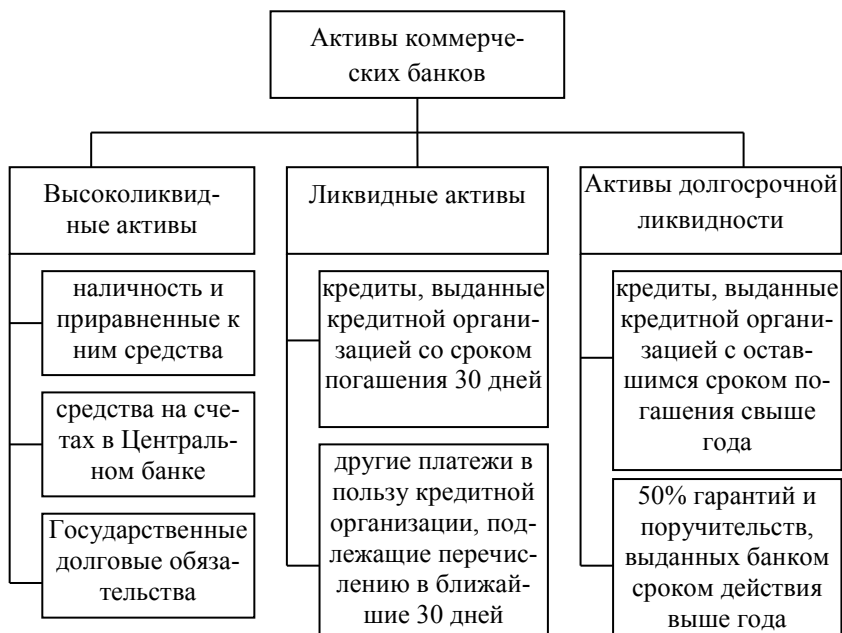 Активы коммерче-
ских банков
Высоколиквид-
ные активы
наличность и
приравненные к
ним средства
средства на сче-
тах в Централь-
ном банке
Государственные
долговые обяза-
тельства
Ликвидные активы
кредиты, выданные
кредитной органи-
зацией со сроком
погашения 30 дней
другие платежи в
пользу кредитной
организации, под-
лежащие перечис-
лению в ближай-
шие 30 дней
Активы долгосрочной
ликвидности
кредиты, выданные
кредитной органи-
зацией с остав-
шимся сроком по-
гашения свыше
года
50% гарантий и
поручительств,
выданных банком
сроком действия
выше года